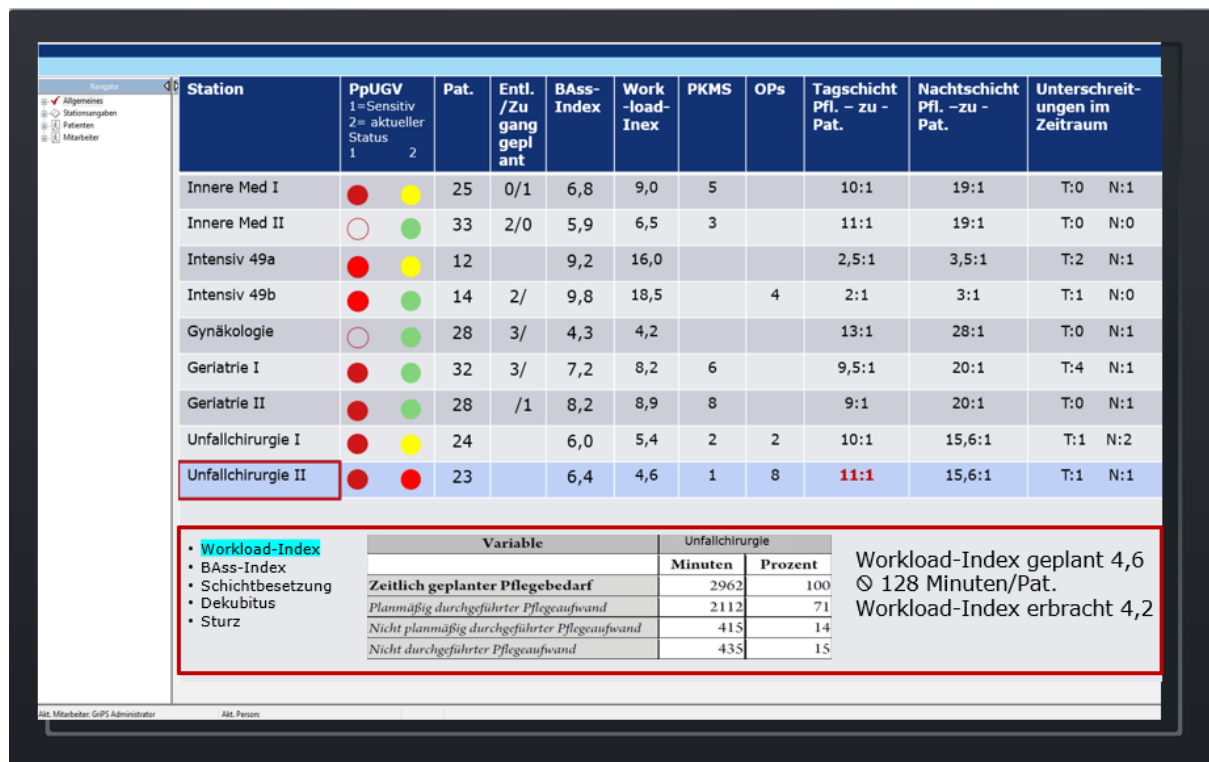 Navigator
Allgemeines
Stationsangaben
Patienten
Mitarbeiter
Station PpUGV 1=Sensitiv 2= aktueller Status 1 2 Pat. Entl. /Zu gang gepl ant BAss-Index Work -load-Inex PKMS OPs Tagschicht Pfl. – zu - Pat. Nachtschicht Pfl. –zu - Pat. Unterschreit-ungen im Zeitraum
Innere Med I 25 0/1 6,8 9,0 5 10:1 19:1 T:0 N:1
Innere Med II 33 2/0 5,9 6,5 3 11:1 19:1 T:0 N:0
Intensiv 49a 12 9,2 16,0 2,5:1 3,5:1 T:2 N:1
Intensiv 49b 14 2/ 9,8 18,5 4 2:1 3:1 T:1 N:0
Gynäkologie 28 3/ 4,3 4,2 13:1 28:1 T:0 N:1
Geriatrie I 32 3/ 7,2 8,2 6 9,5:1 20:1 T:4 N:1
Geriatrie II 28 /1 8,2 8,9 8 9:1 20:1 T:0 N:1
Unfallchirurgie I 24 6,0 5,4 2 2 10:1 15,6:1 T:1 N:2
Unfallchirurgie II 23 6,4 4,6 1 8 11:1 15,6:1 T:1 N:1
• Workload-Index
• BAss-Index
• Schichtbesetzung
• Dekubitus
• Sturz
Variable Unfallchirurgie
Minuten Prozent
Zeitlich geplanter Pflegebedarf 2962 100
Planmäßig durchgeführter Pflegeaufwand 2112 71
Nicht planmäßig durchgeführter Pflegeaufwand 415 14
Nicht durchgeführter Pflegeaufwand 435 15
Workload-Index geplant 4,6
⦰ 128 Minuten/Pat.
Workload-Index erbracht 4,2
Akt. Mitarbeiter: GriPS Administrator Akt. Person: